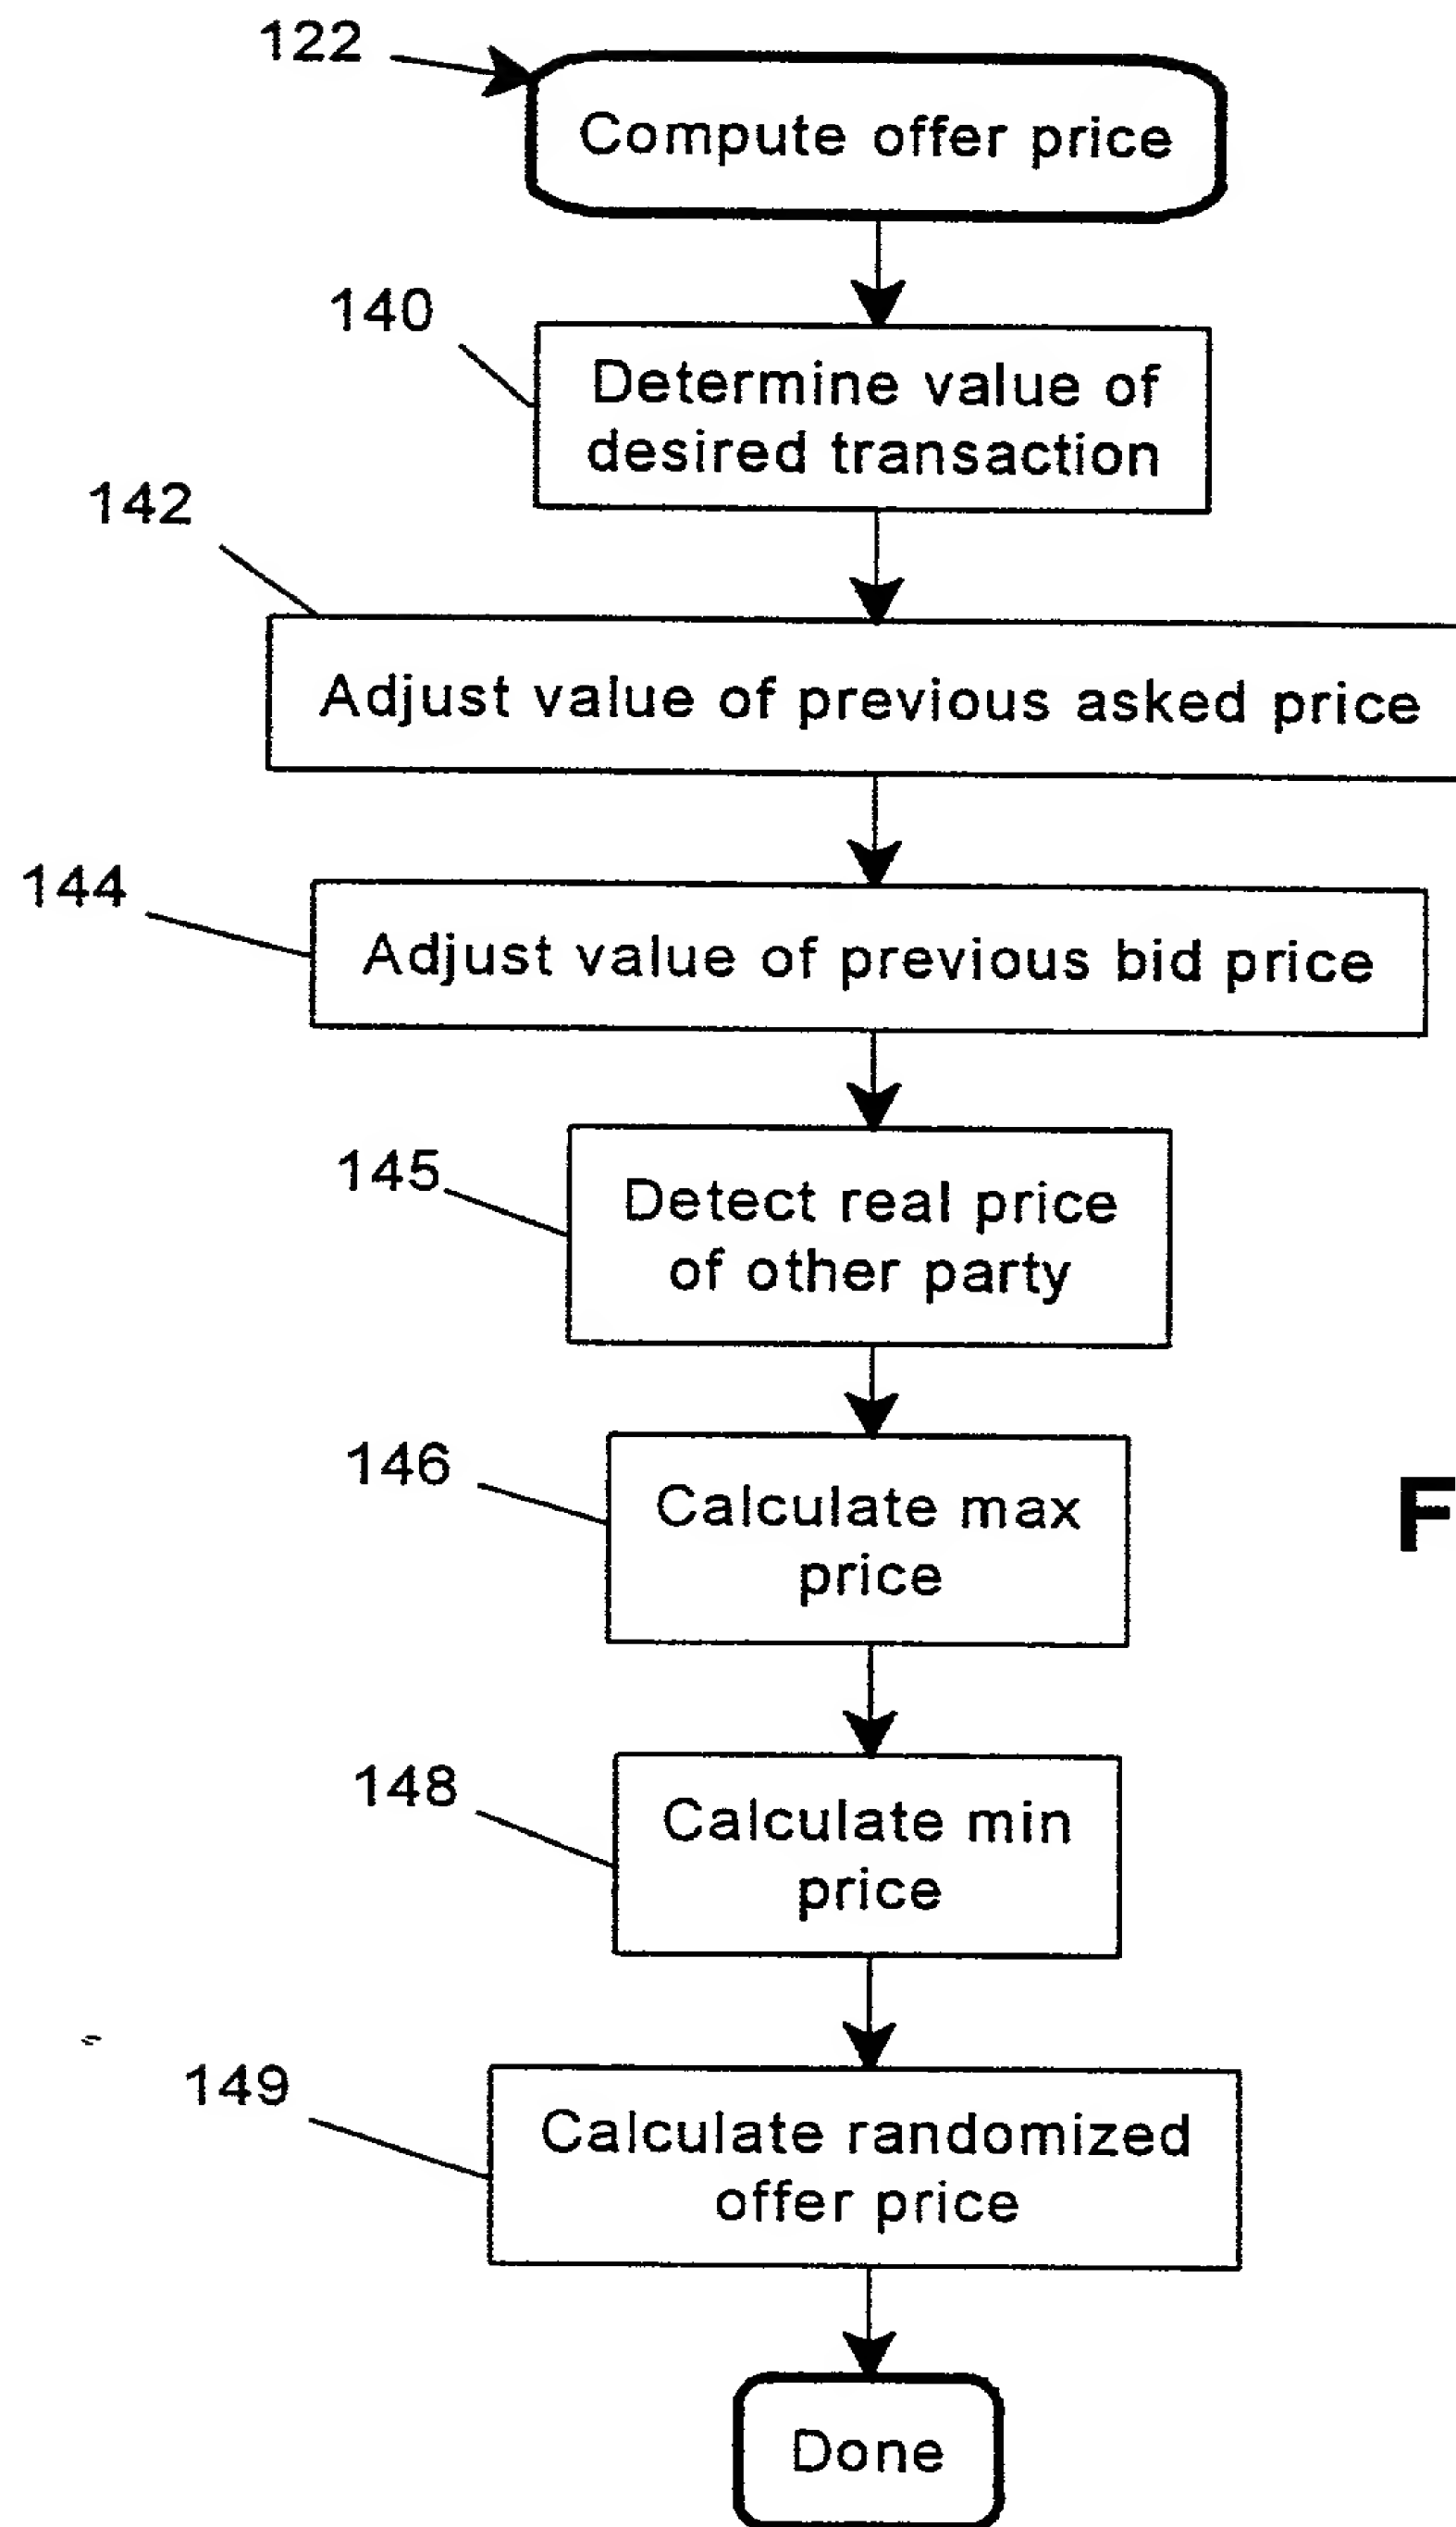 122
Compute offer price
140
Determine value of
desired transaction
142
Adjust value of previous asked price
144
Adjust value of previous bid price
145
Detect real price
of other party
146
Calculate max
price
F
148
Calculate min
price
149
Calculate randomized
offer price
Done